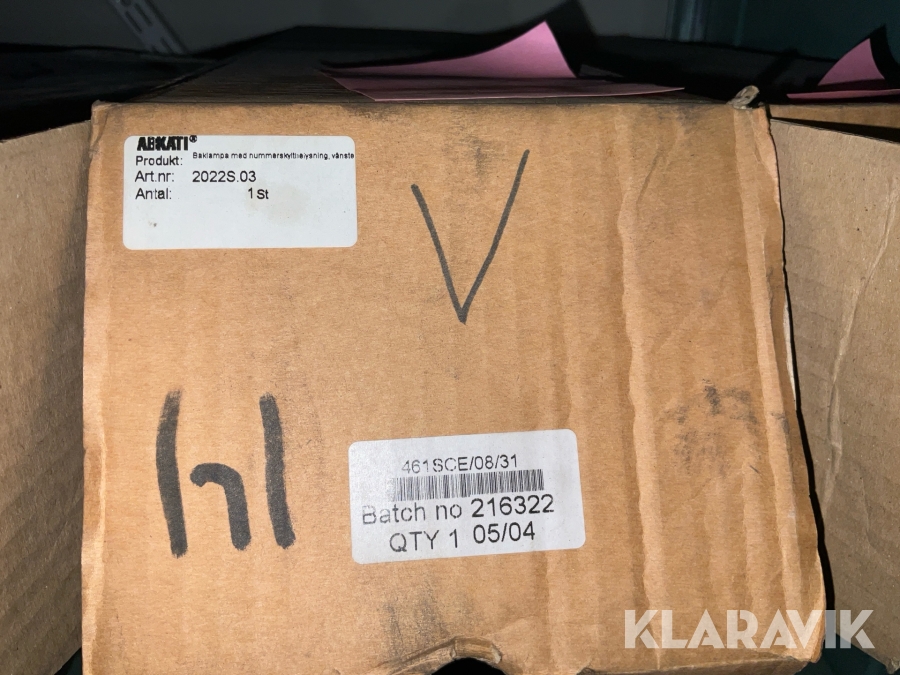 ABKATI®
Produkt: Baklampa med nummerskyltbelysning, vänste
Art.nr: 2022S.03
Antal: 1 St
V
hl
461SCE/08/31
Batch no 216322
QTY 1 05/04
KLARAVIK